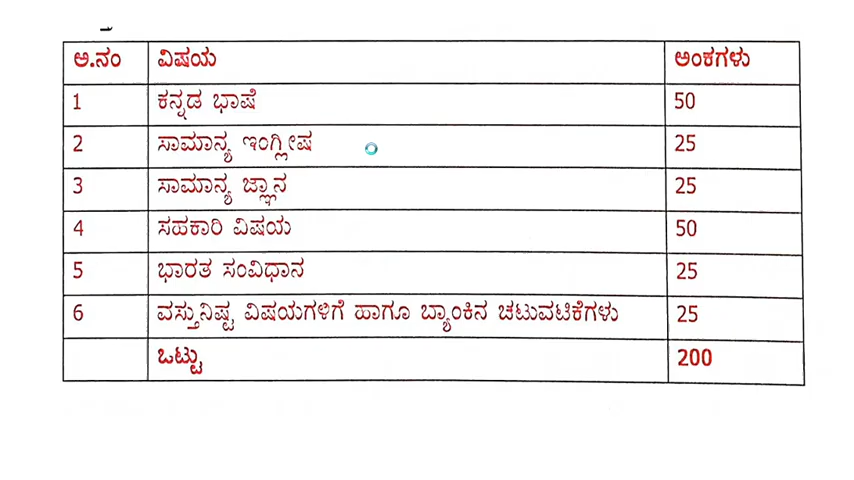 ಅ.ನಂ ವಿಷಯ ಅಂಕಗಳು
1 ಕನ್ನಡ ಭಾಷೆ 50
2 ಸಾಮಾನ್ಯ ಇಂಗ್ಲೀಷ 25
3 ಸಾಮಾನ್ಯ ಜ್ಞಾನ 25
4 ಸಹಕಾರಿ ವಿಷಯ 50
5 ಭಾರತ ಸಂವಿಧಾನ 25
6 ವಸ್ತುನಿಷ್ಟ ವಿಷಯಗಳಿಗೆ ಹಾಗೂ ಬ್ಯಾಂಕಿನ ಚಟುವಟಿಕೆಗಳು 25
ಒಟ್ಟು 200